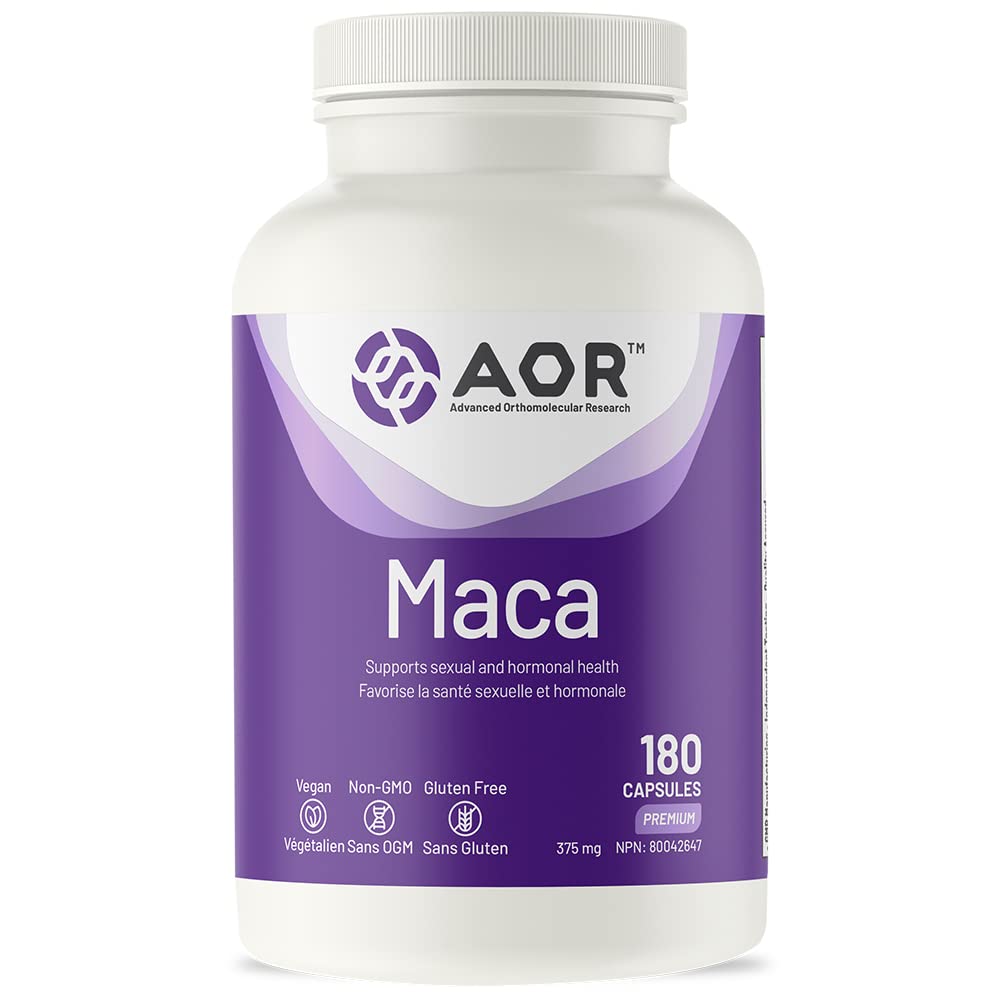 AOR™
Advanced Orthomolecular Research
Maca
Supports sexual and hormonal health
Favorise la santé sexuelle et hormonale
180
CAPSULES
PREMIUM
Vegan Non-GMO Gluten Free
Végétalien Sans OGM Sans Gluten
375 mg NPN: 80042647